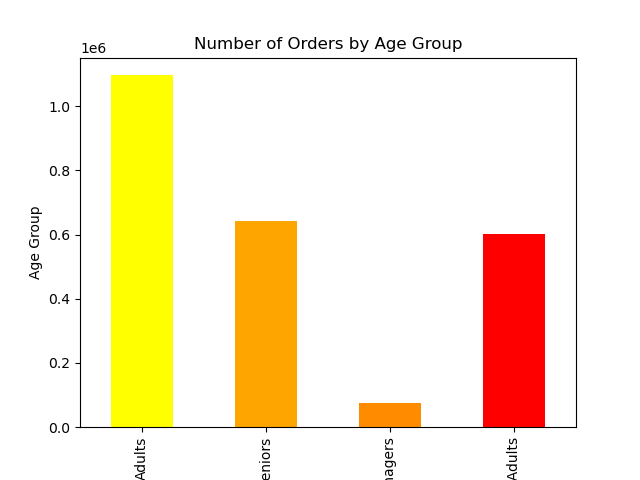 Number of Orders by Age Group
1e6
1.0
0.8
0.6
0.4
0.2
0.0
Age Group
Adults
eniors
nagers
Adults